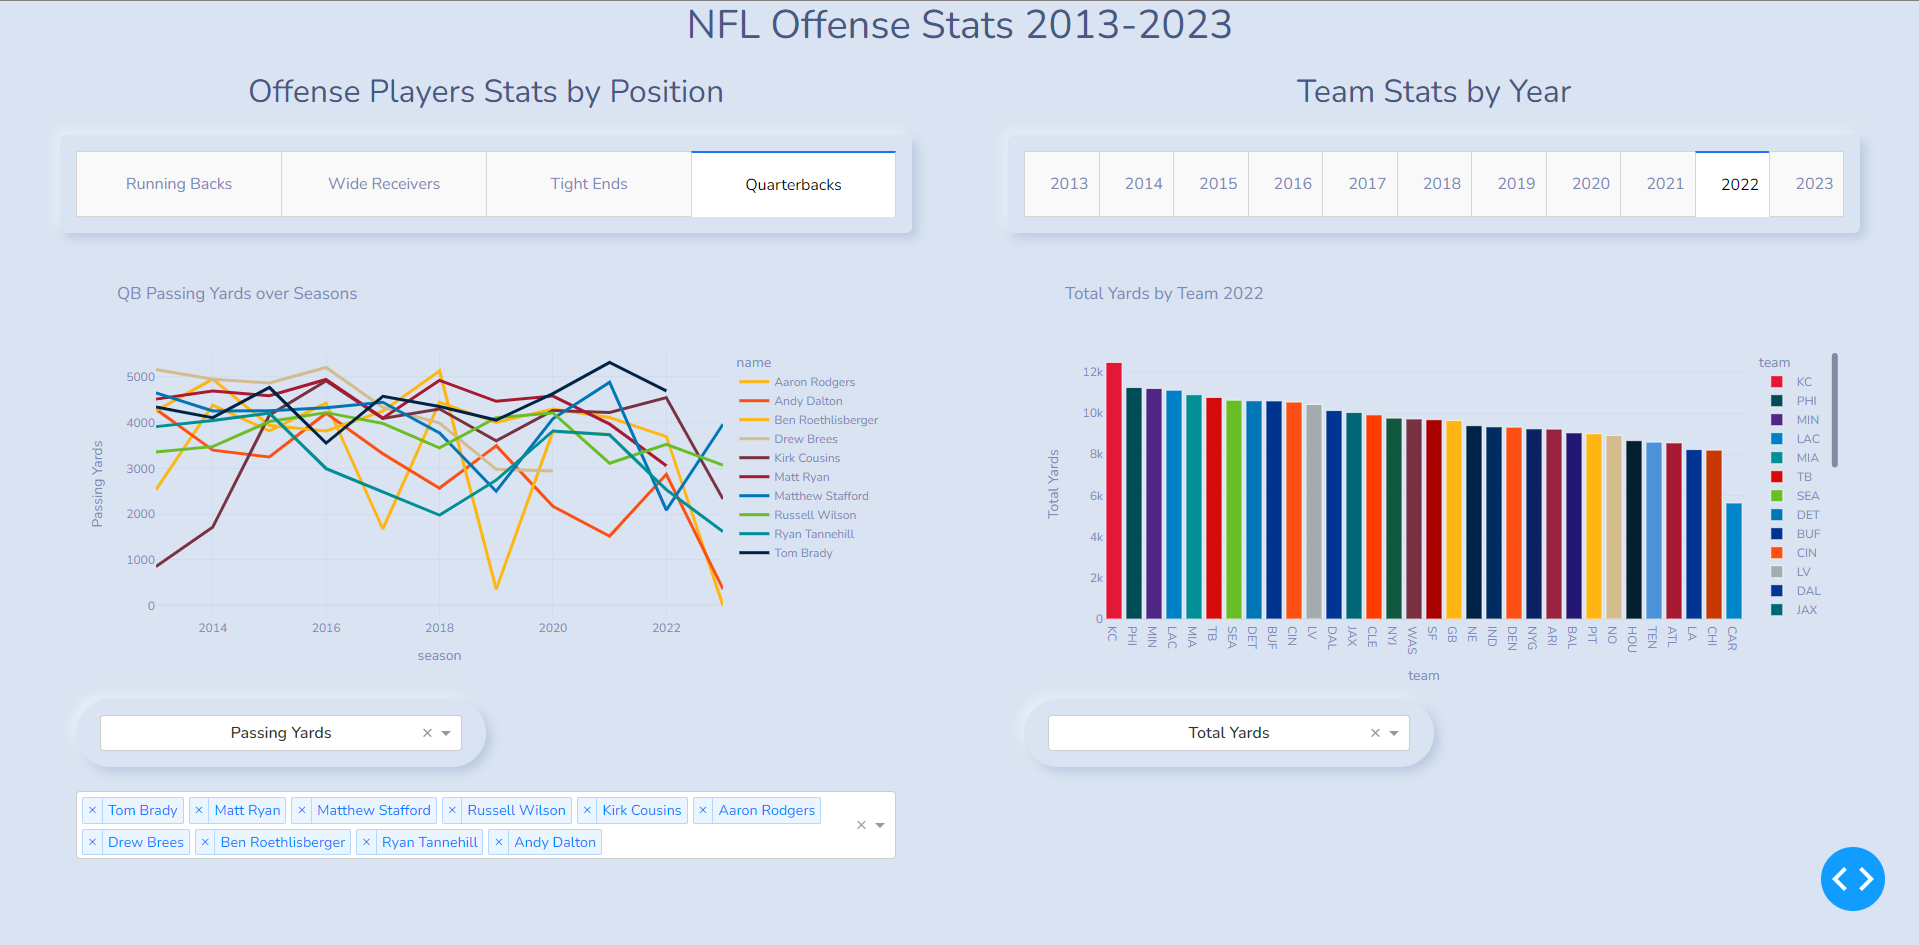 NFL Offense Stats 2013-2023
Offense Players Stats by Position
Running Backs Wide Receivers Tight Ends Quarterbacks
QB Passing Yards over Seasons
Passing Yards
5000
4000
3000
2000
1000
0
2014 2016 2018 2020 2022
season
name
Aaron Rodgers
Andy Dalton
Ben Roethlisberger
Drew Brees
Kirk Cousins
Matt Ryan
Matthew Stafford
Russell Wilson
Ryan Tannehill
Tom Brady
Passing Yards × 
× Tom Brady × Matt Ryan × Matthew Stafford × Russell Wilson × Kirk Cousins × Aaron Rodgers ×
× Drew Brees × Ben Roethlisberger × Ryan Tannehill × Andy Dalton
Team Stats by Year
2013 2014 2015 2016 2017 2018 2019 2020 2021 2022 2023
Total Yards by Team 2022
Total Yards
12k
10k
8k
6k
4k
2k
0
KC PHI MIN LAC MIA TB SEA DET BUF CIN LV DAL JAX CLE NYJ WAS SF GB NE IND DEN NYG ARI BAL PIT NO HOU TEN ATL LA CHI CAR
team
team
KC
PHI
MIN
LAC
MIA
TB
SEA
DET
BUF
CIN
LV
DAL
JAX
Total Yards ×